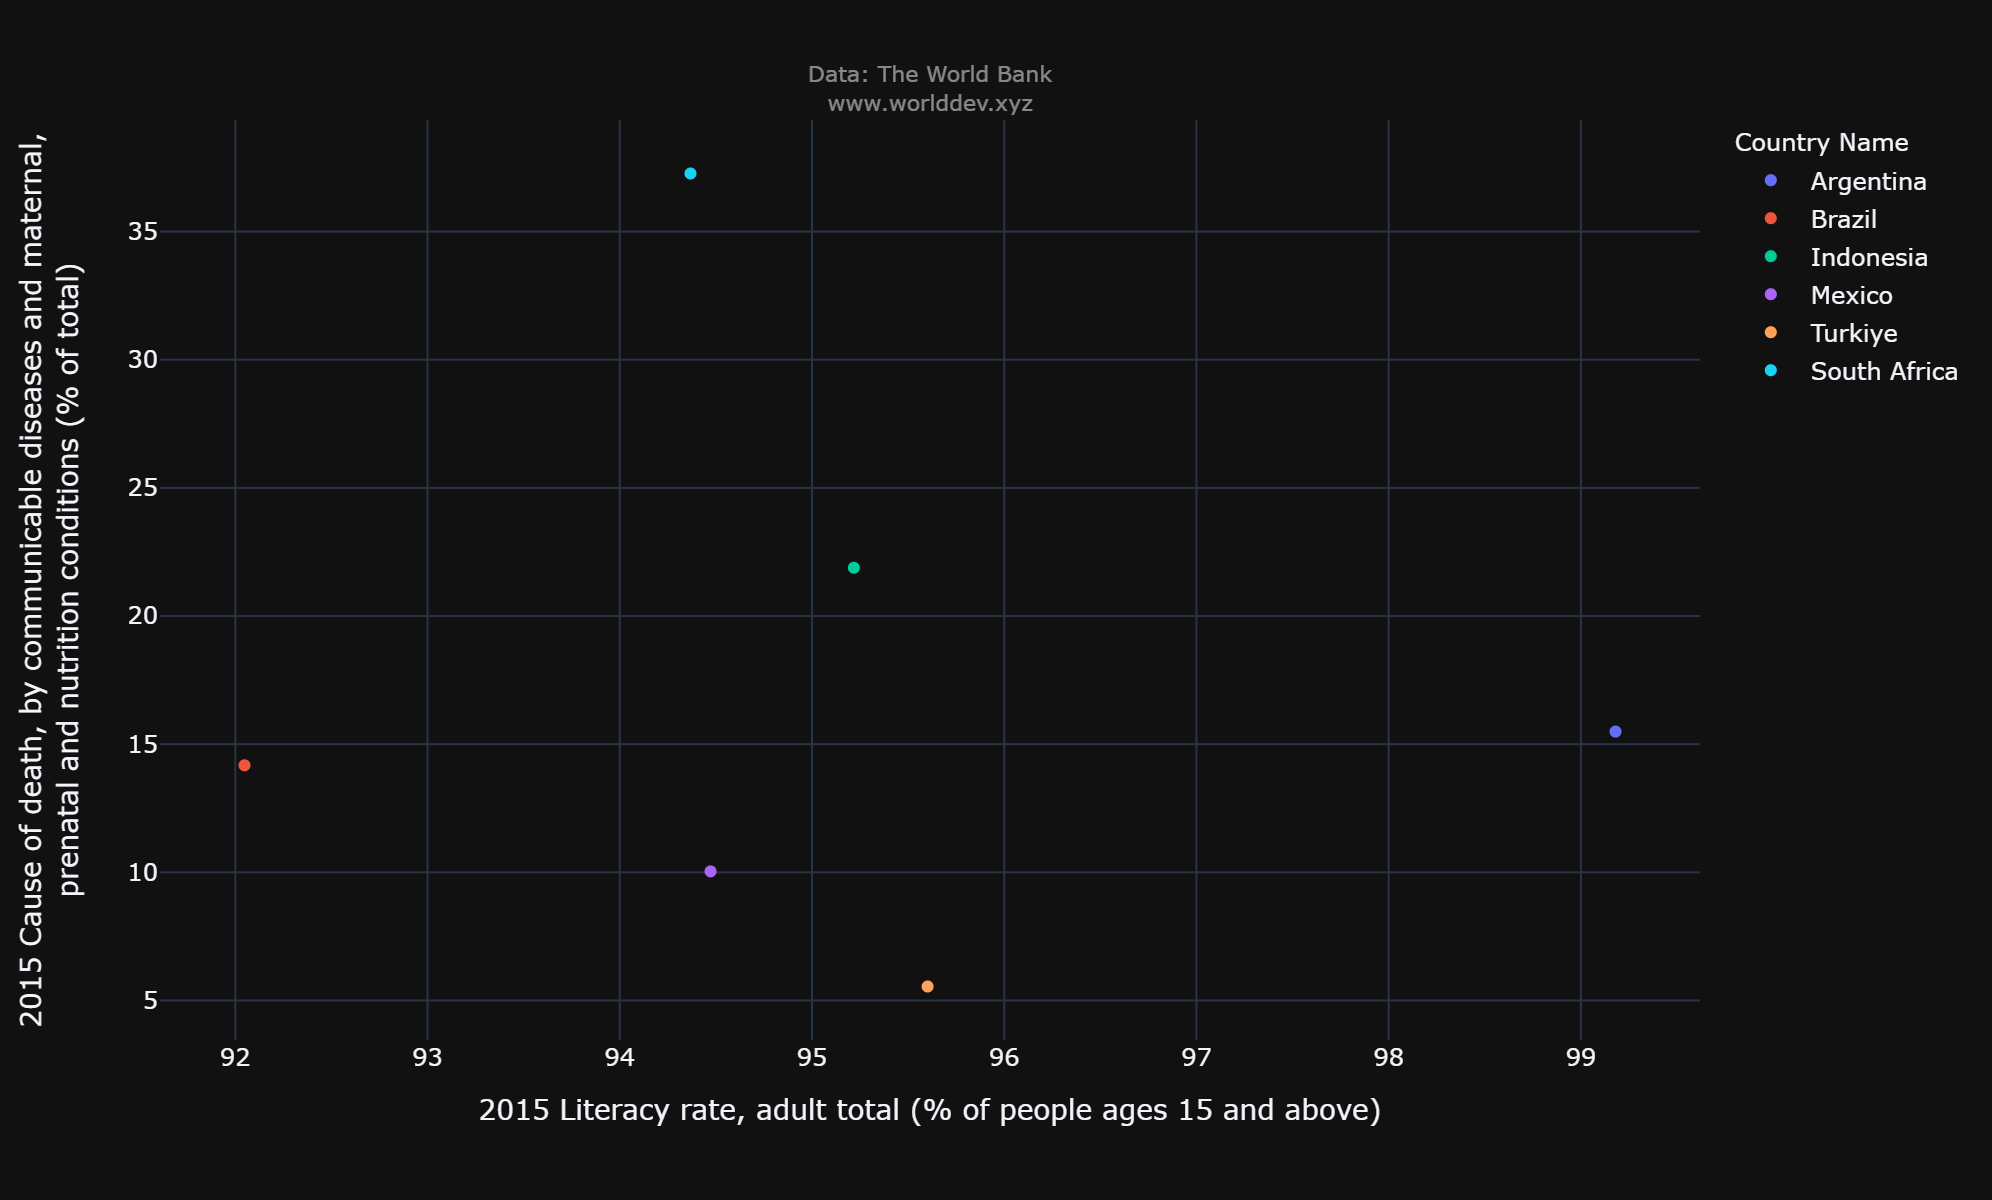 Data: The World Bank
www.worlddev.xyz
2015 Cause of death, by communicable diseases and maternal,
prenatal and nutrition conditions (% of total)
35
30
25
20
15
10
5
92
93
94
95
96
97
98
99
2015 Literacy rate, adult total (% of people ages 15 and above)
Country Name
Argentina
Brazil
Indonesia
Mexico
Turkiye
South Africa